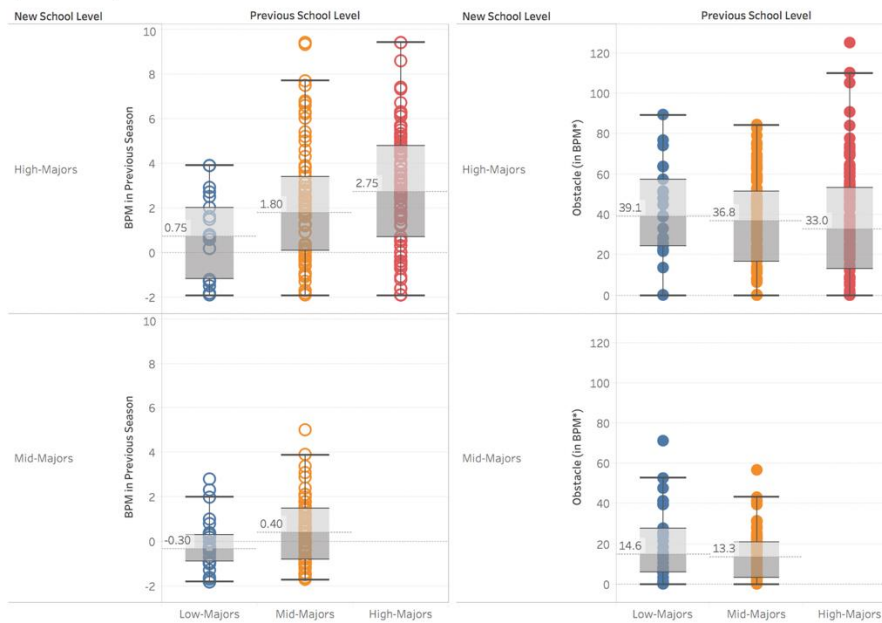 New School Level
Previous School Level
Previous School Level
High-Majors
BPM in Previous Season
10
8
6
4
2
0
-2
0.75
1.80
2.75
High-Majors
Obstacle (in BPM*)
120
100
80
60
40
20
0
39.1
36.8
33.0
Mid-Majors
BPM in Previous Season
10
8
6
4
2
0
-2
-0.30
0.40
Mid-Majors
Obstacle (in BPM*)
120
100
80
60
40
20
0
14.6
13.3
Low-Majors
Mid-Majors
High-Majors
Low-Majors
Mid-Majors
High-Majors